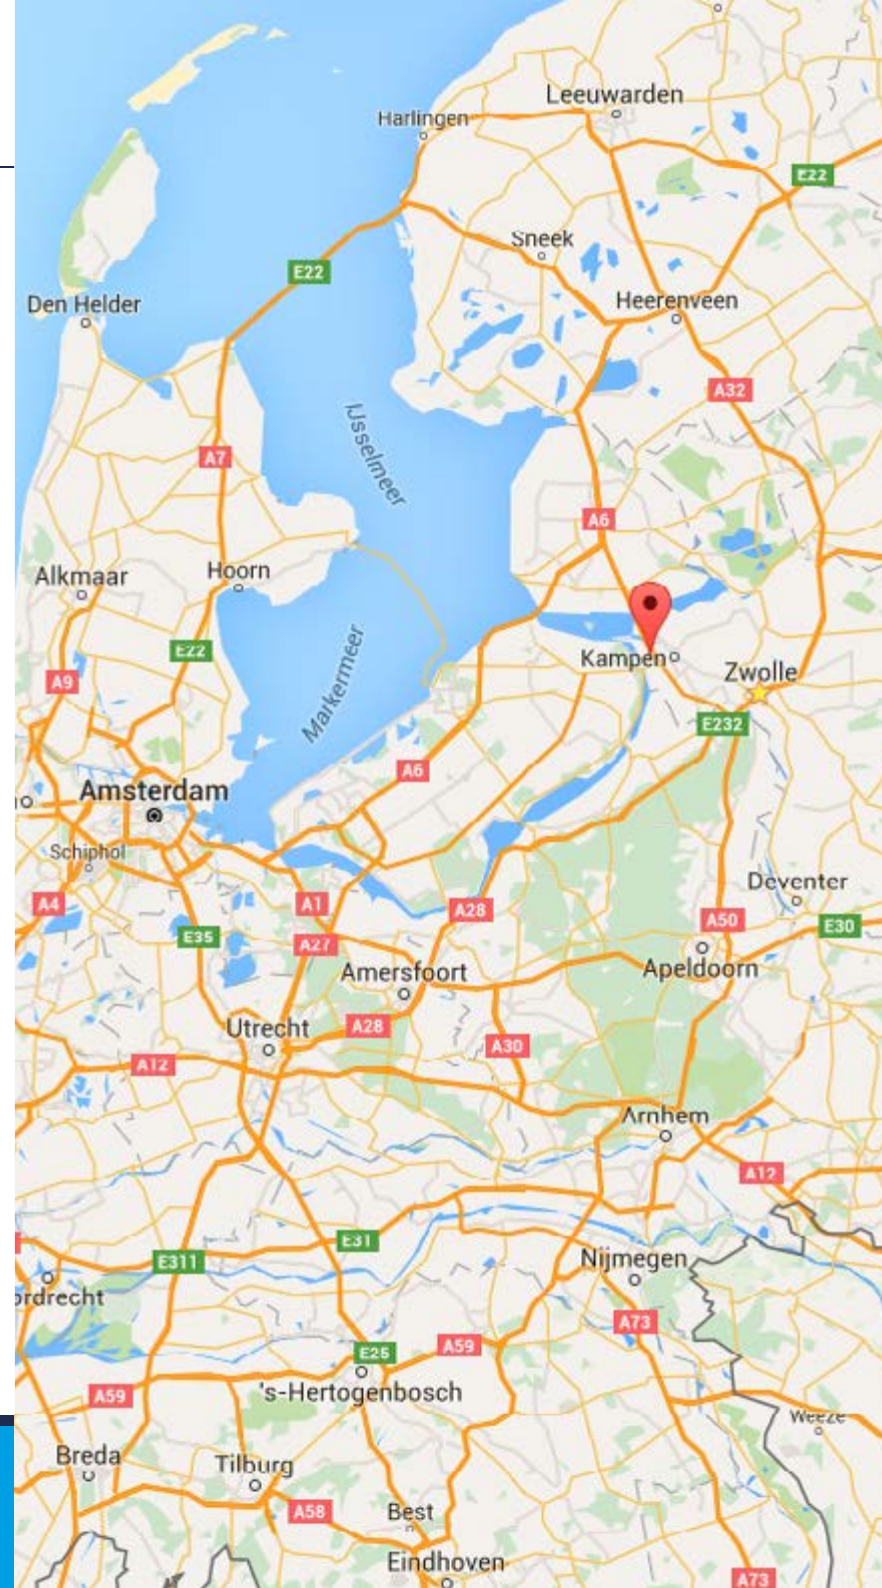 Leeuwarden
Harlingen
E22
Sneek
E22
Heerenveen
Den Helder
A32
IJsselmeer
A7
A6
Hoorn
Alkmaar
Markermeer
E22
Kampen
Zwolle
A9
E232
A6
Amsterdam
Schiphol
Deventer
A4
A1
A28
A50
E30
E35
A27
Amersfoort
Apeldoorn
Utrecht
A28
A30
A12
Arnhem
A12
E31
E311
Nijmegen
ordrecht
A73
E25
A59
's-Hertogenbosch
A59
Weeze
Breda
Tilburg
A58
Best
Eindhoven
A73